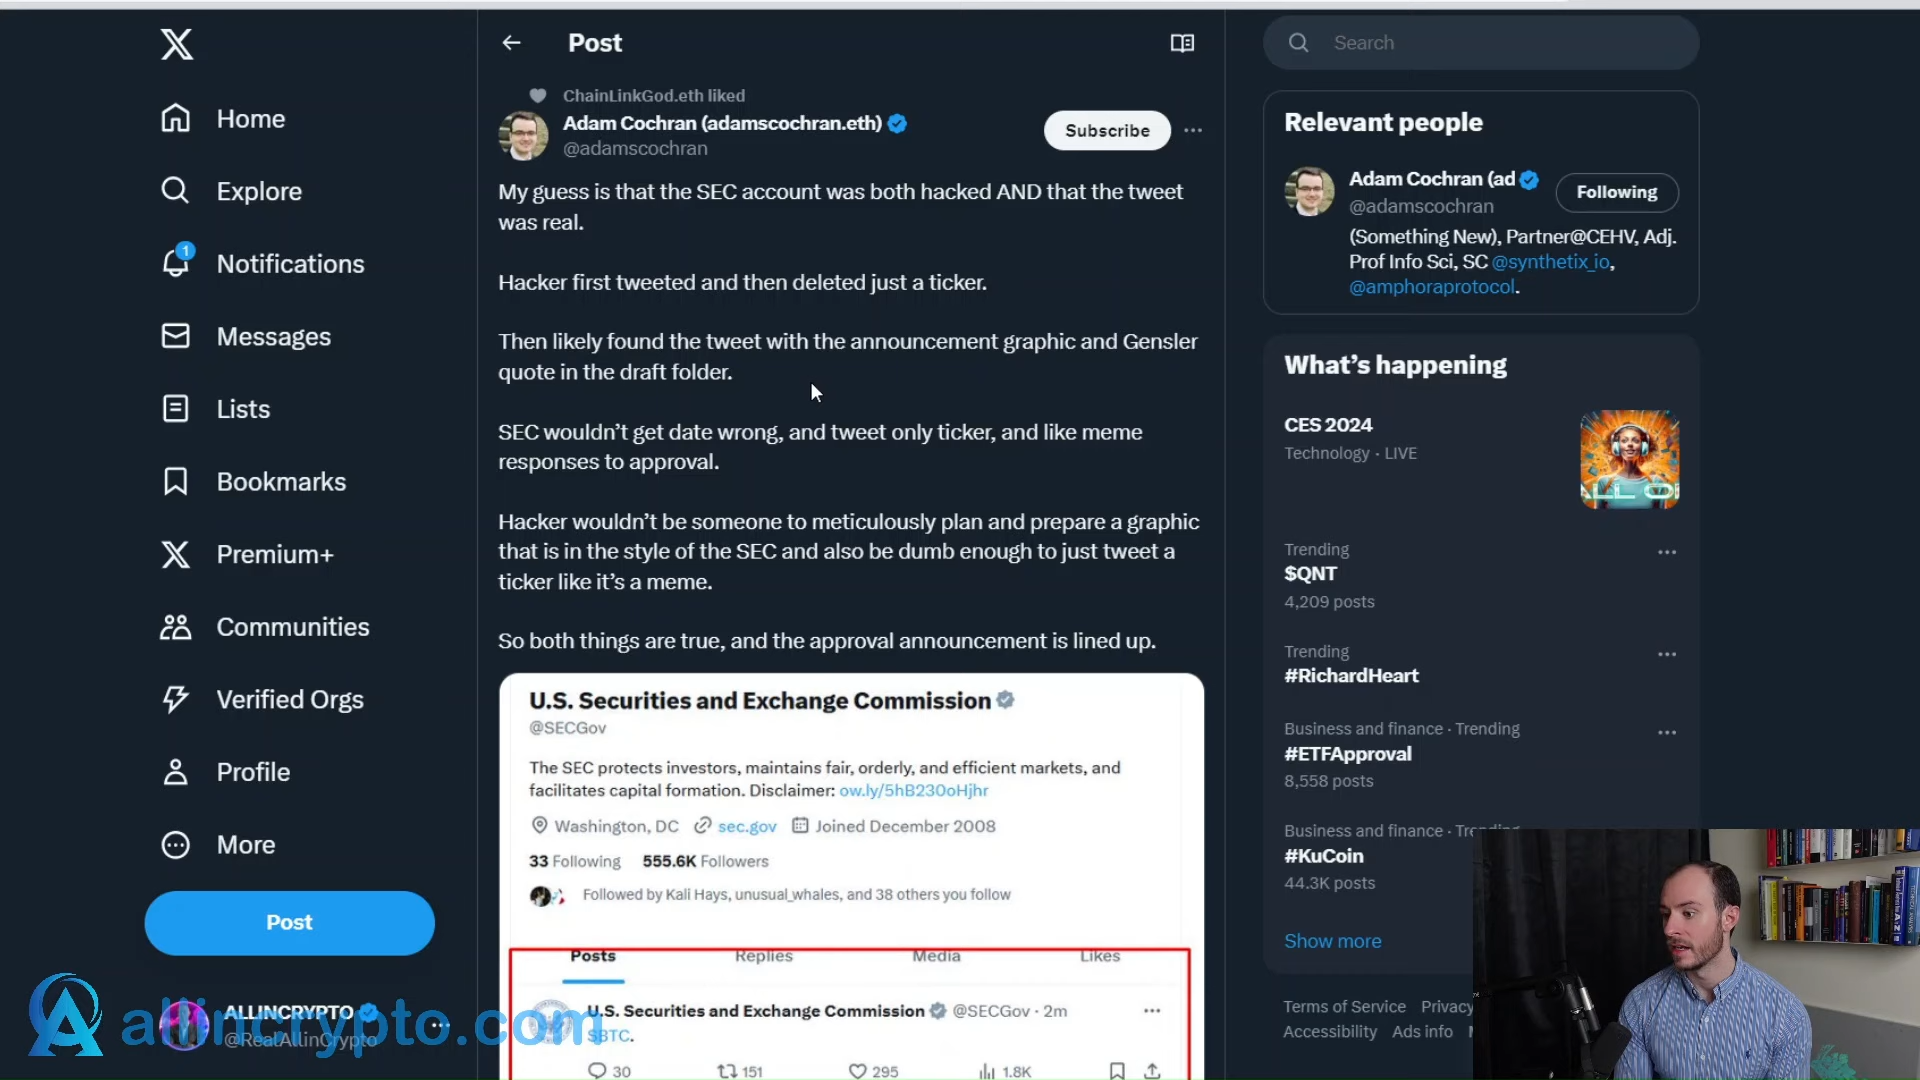 Home
Explore
1
Notifications
Messages
Lists
Bookmarks
Premium+
Communities
Verified Orgs
Profile
More
Post
ALLINCRYPTO
@RealAllinCrypto
allincrypto.com
Post
ChainLinkGod.eth liked
Adam Cochran (adamscochran.eth)
@adamscochran
Subscribe
My guess is that the SEC account was both hacked AND that the tweet
was real.
Hacker first tweeted and then deleted just a ticker.
Then likely found the tweet with the announcement graphic and Gensler
quote in the draft folder.
SEC wouldn't get date wrong, and tweet only ticker, and like meme
responses to approval.
Hacker wouldn't be someone to meticulously plan and prepare a graphic
that is in the style of the SEC and also be dumb enough to just tweet a
ticker like it's a meme.
So both things are true, and the approval announcement is lined up.
U.S. Securities and Exchange Commission
@SECGov
The SEC protects investors, maintains fair, orderly, and efficient markets, and
facilitates capital formation. Disclaimer: ow.ly/5hB230oHjhr
Washington, DC sec.gov Joined December 2008
33 Following 555.6K Followers
Followed by Kali Hays, unusual_whales, and 38 others you follow
Posts Replies Media Likes
U.S. Securities and Exchange Commission @SECGov · 2m
$BTC.
30 151 295 1.8K
Search
Relevant people
Adam Cochran (ad
@adamscochran
Following
(Something New), Partner@CEHV, Adj.
Prof Info Sci, SC @synthetix_io,
@amphoraprotocol.
What's happening
CES 2024
Technology · LIVE
Trending
$QNT
4,209 posts
Trending
#RichardHeart
Business and finance · Trending
#ETFApproval
8,558 posts
Business and finance · Trending
#KuCoin
44.3K posts
Show more
Terms of Service Privacy
Accessibility Ads info